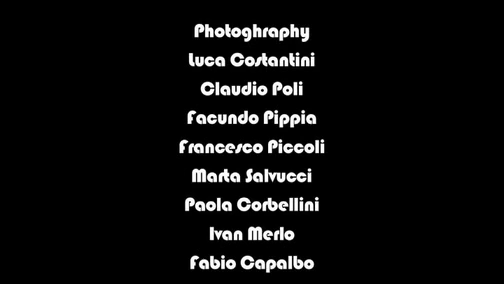 Photoghraphy
Luca Costantini
Claudio Poli
Facundo Pippia
Francesco Piccoli
Marta Salvucci
Paola Corbellini
Ivan Merlo
Fabio Capalbo